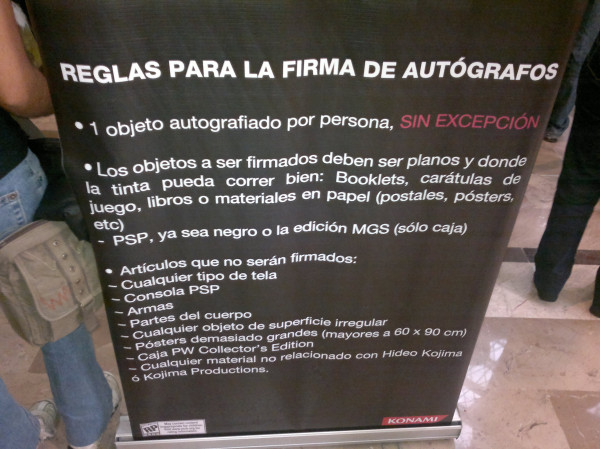 REGLAS PARA LA FIRMA DE AUTÓGRAFOS
• 1 objeto autografiado por persona, SIN EXCEPCIÓN
• Los objetos a ser firmados deben ser planos y donde
la tinta pueda correr bien: Booklets, carátulas de
juego, libros o materiales en papel (postales, pósters,
etc)
- PSP, ya sea negro o la edición MGS (sólo caja)
• Artículos que no serán firmados:
- Cualquier tipo de tela
- Consola PSP
- Armas
- Partes del cuerpo
- Cualquier objeto de superficie irregular
- Pósters demasiado grandes (mayores a 60 x 90 cm)
- Caja PW Collector's Edition
- Cualquier material no relacionado con Hideo Kojima
ó Kojima Productions.
RP
KONAMI